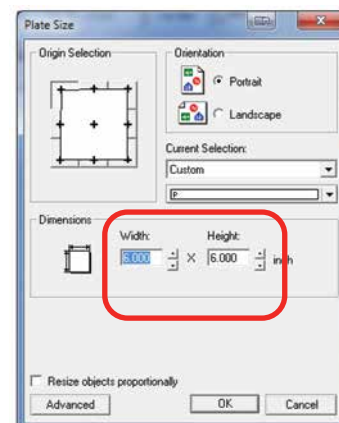 Plate Size
Origin Selection
Orientation
Portrait
Landscape
Current Selection:
Custom
P
Dimensions
Width:
Height:
6.000 × 6.000 inch
Resize objects proportionally
Advanced
OK
Cancel